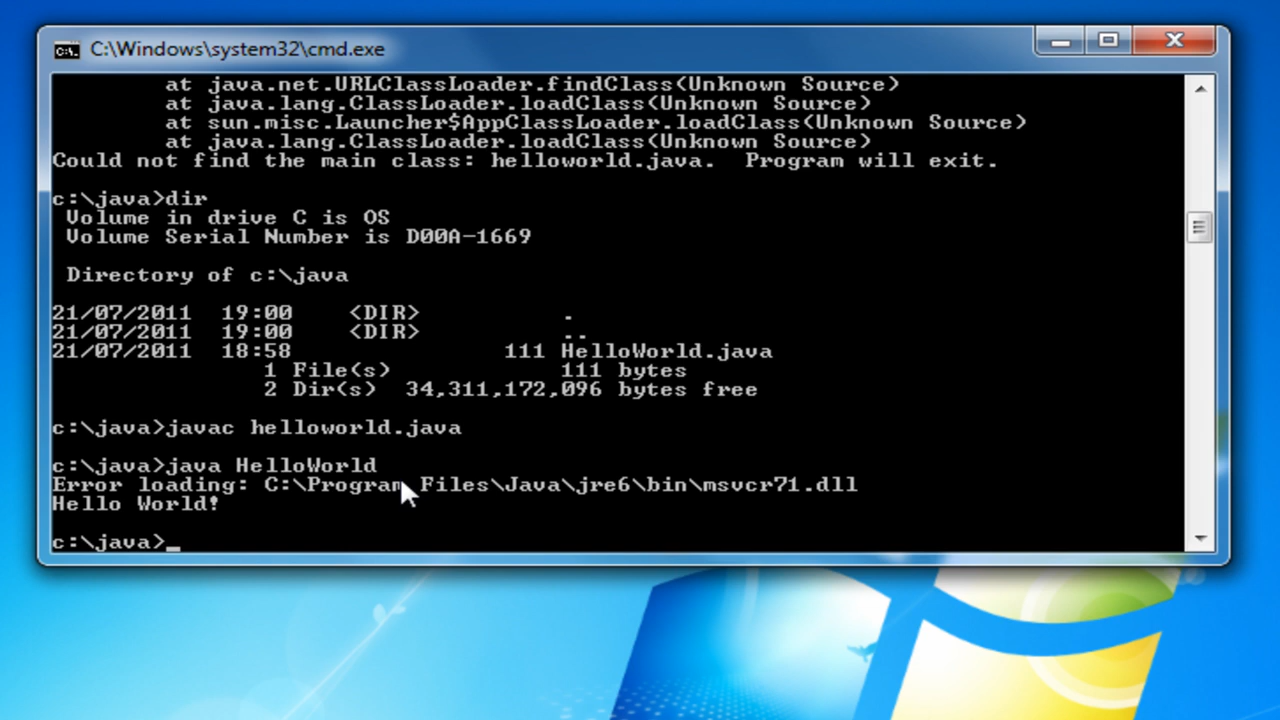 C:\Windows\system32\cmd.exe
at java.net.URLClassLoader.findClass(Unknown Source)
at java.lang.ClassLoader.loadClass(Unknown Source)
at sun.misc.Launcher$AppClassLoader.loadClass(Unknown Source)
at java.lang.ClassLoader.loadClass(Unknown Source)
Could not find the main class: helloworld.java.  Program will exit.
c:\java>dir
Volume in drive C is OS
Volume Serial Number is D00A-1669
Directory of c:\java
21/07/2011  19:00    <DIR>          .
21/07/2011  19:00    <DIR>          ..
21/07/2011  18:58               111 HelloWorld.java
1 File(s)            111 bytes
2 Dir(s)  34,311,172,096 bytes free
c:\java>javac helloworld.java
c:\java>java HelloWorld
Error loading: C:\Program Files\Java\jre6\bin\msvcr71.dll
Hello World!
c:\java>_